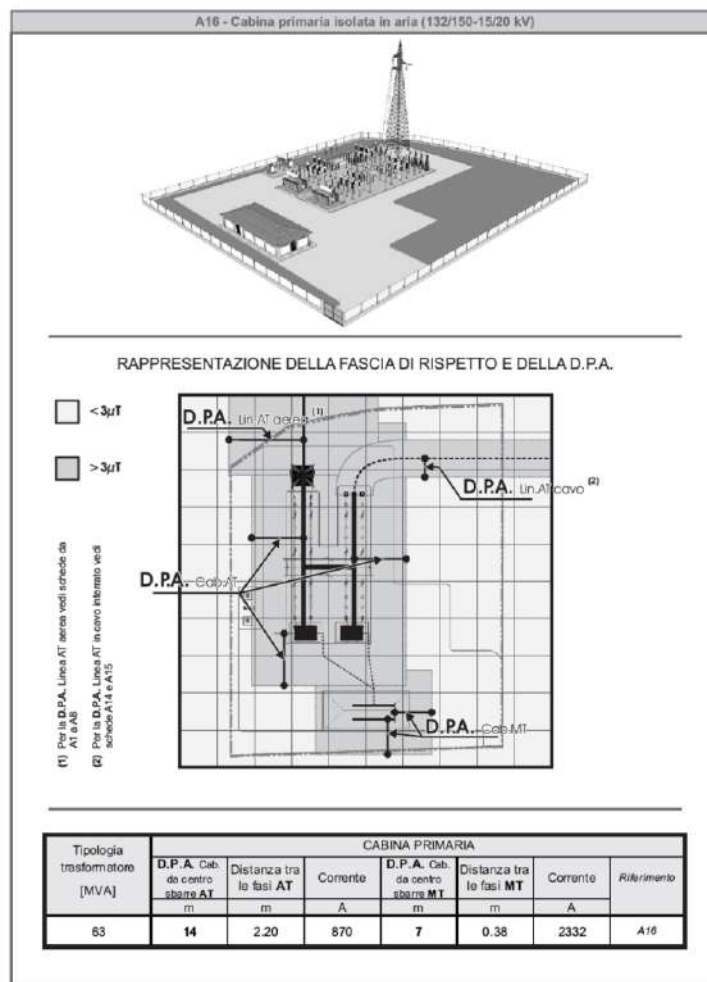 A16 - Cabina primaria isolata in aria (132/150-15/20 kV)
RAPPRESENTAZIONE DELLA FASCIA DI RISPETTO E DELLA D.P.A.
<3μT
>3μT
D.P.A. Lin.AT aerea (1)
D.P.A. Lin.AT cavo (2)
D.P.A. Cab.AT
D.P.A. Cab.MT
(1) Per la D.P.A. Linea AT aerea vedi schede da
A1 a A8
(2) Per la D.P.A. Linea AT in cavo interrato vedi
schede A14 e A15
Tipologia trasformatore [MVA]
CABINA PRIMARIA
D.P.A. Cab. da centro sbarre AT
Distanza tra le fasi AT
Corrente
D.P.A. Cab. da centro sbarre MT
Distanza tra le fasi MT
Corrente
Riferimento
m m A m m A
63 14 2.20 870 7 0.38 2332 A16